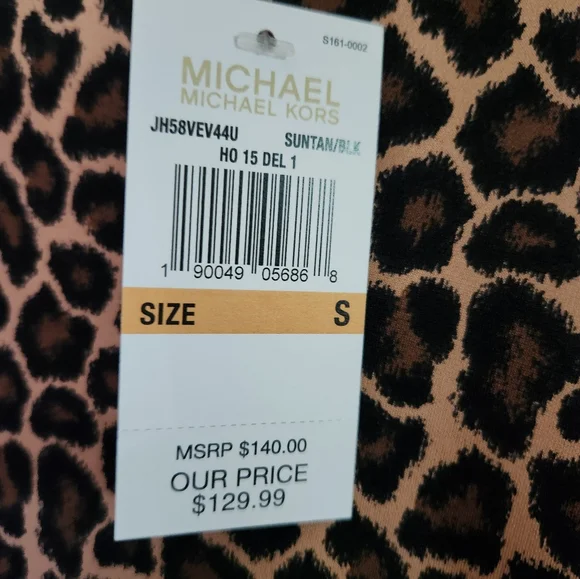 S161-0002
MICHAEL
MICHAEL KORS
JH58VEV44U SUNTAN/BLK
HO 15 DEL 1
1 90049 05686 8
SIZE S
MSRP $140.00
OUR PRICE
$129.99